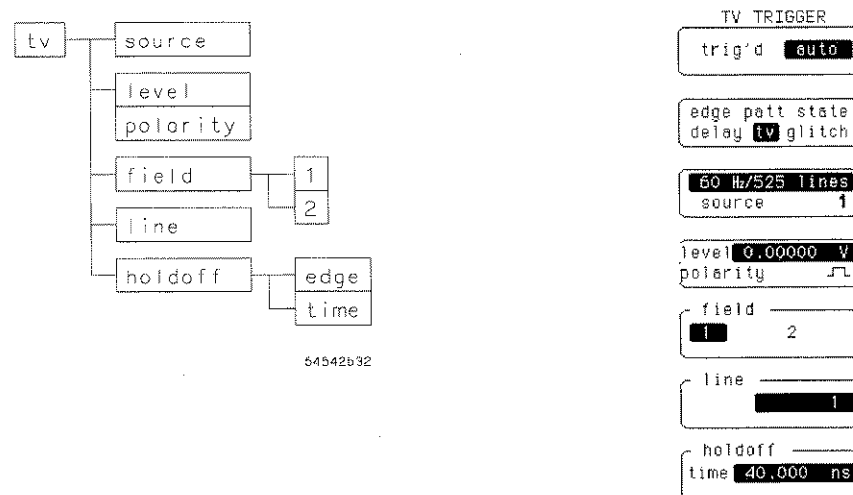 tv
source
level
polarity
field
1
2
line
holdoff
edge
time
54542b32
TV TRIGGER
trig'd auto
edge patt state
delay tv glitch
60 Hz/525 lines
source 1
level 0.00000 V
polarity
field
1 2
line
1
holdoff
time 40.000 ns